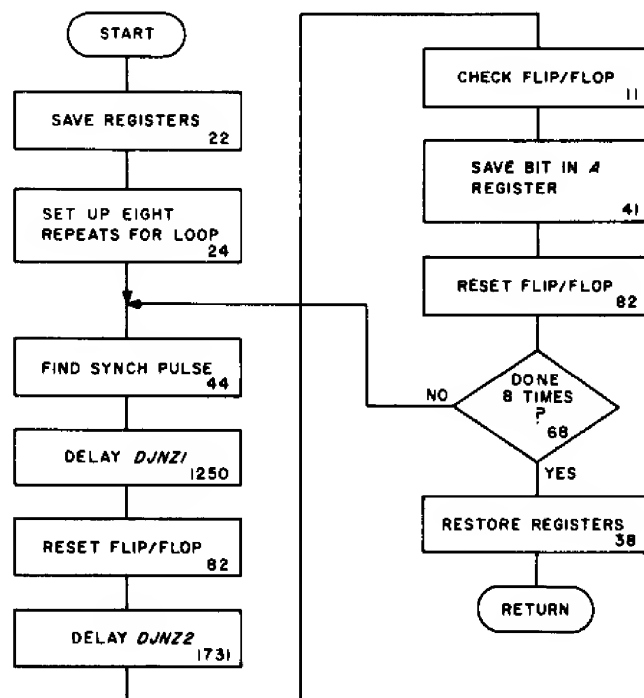 START
SAVE REGISTERS
22
SET UP EIGHT
REPEATS FOR LOOP
24
FIND SYNCH PULSE
44
DELAY DJNZ1
1250
RESET FLIP/FLOP
82
DELAY DJNZ2
1731
CHECK FLIP/FLOP
11
SAVE BIT IN A
REGISTER
41
RESET FLIP/FLOP
82
DONE
8 TIMES
?
68
NO
YES
RESTORE REGISTERS
38
RETURN